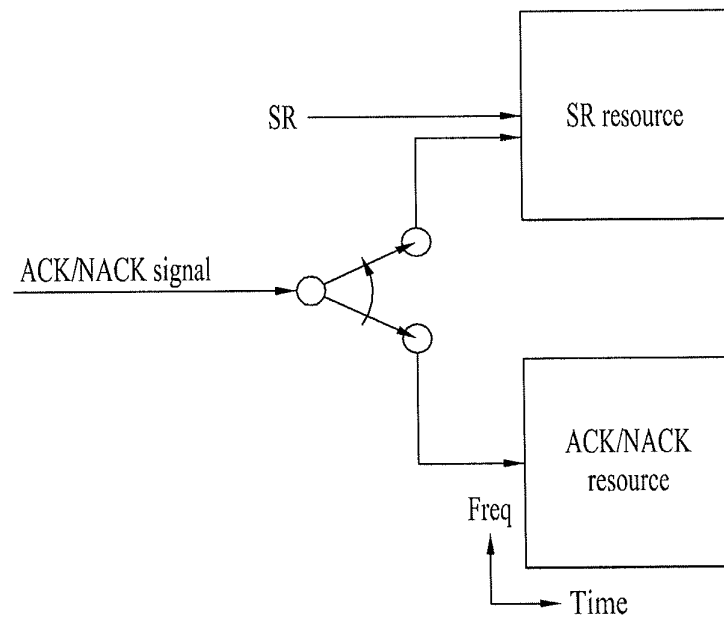 SR
SR resource
ACK/NACK signal
ACK/NACK
resource
Freq
Time